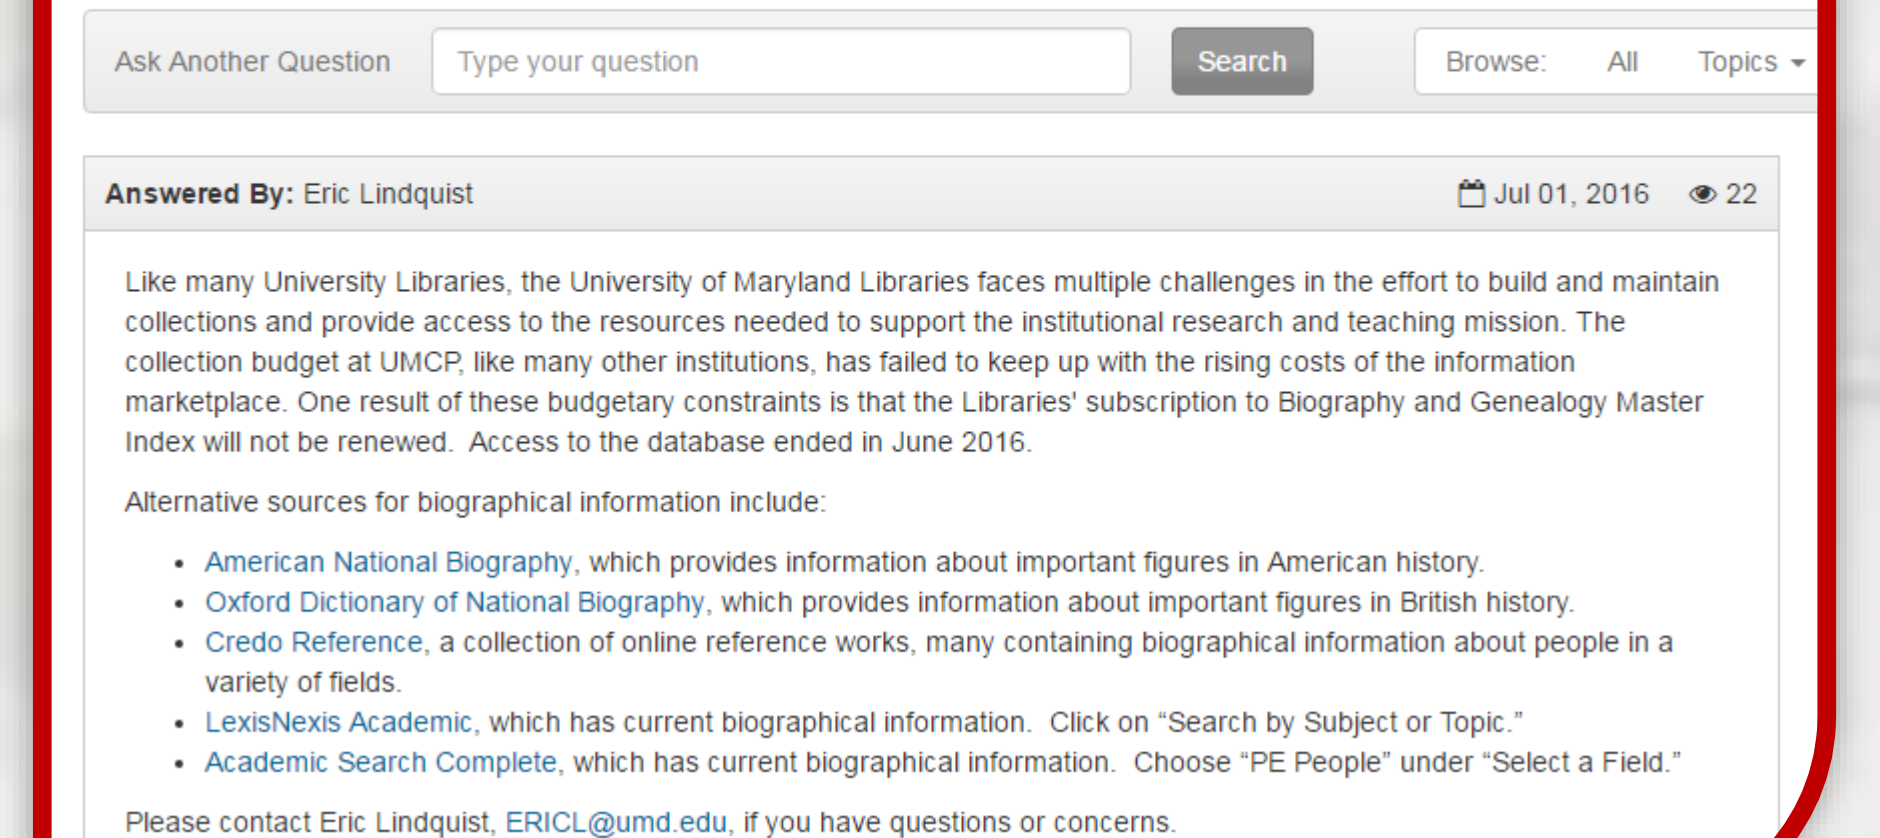 Ask Another Question Type your question Search Browse: All Topics
Answered By: Eric Lindquist Jul 01, 2016 22
Like many University Libraries, the University of Maryland Libraries faces multiple challenges in the effort to build and maintain
collections and provide access to the resources needed to support the institutional research and teaching mission. The
collection budget at UMCP, like many other institutions, has failed to keep up with the rising costs of the information
marketplace. One result of these budgetary constraints is that the Libraries' subscription to Biography and Genealogy Master
Index will not be renewed.  Access to the database ended in June 2016.
Alternative sources for biographical information include:
• American National Biography, which provides information about important figures in American history.
• Oxford Dictionary of National Biography, which provides information about important figures in British history.
• Credo Reference, a collection of online reference works, many containing biographical information about people in a
variety of fields.
• LexisNexis Academic, which has current biographical information.  Click on “Search by Subject or Topic.”
• Academic Search Complete, which has current biographical information.  Choose “PE People” under “Select a Field.”
Please contact Eric Lindquist, ERICL@umd.edu, if you have questions or concerns.